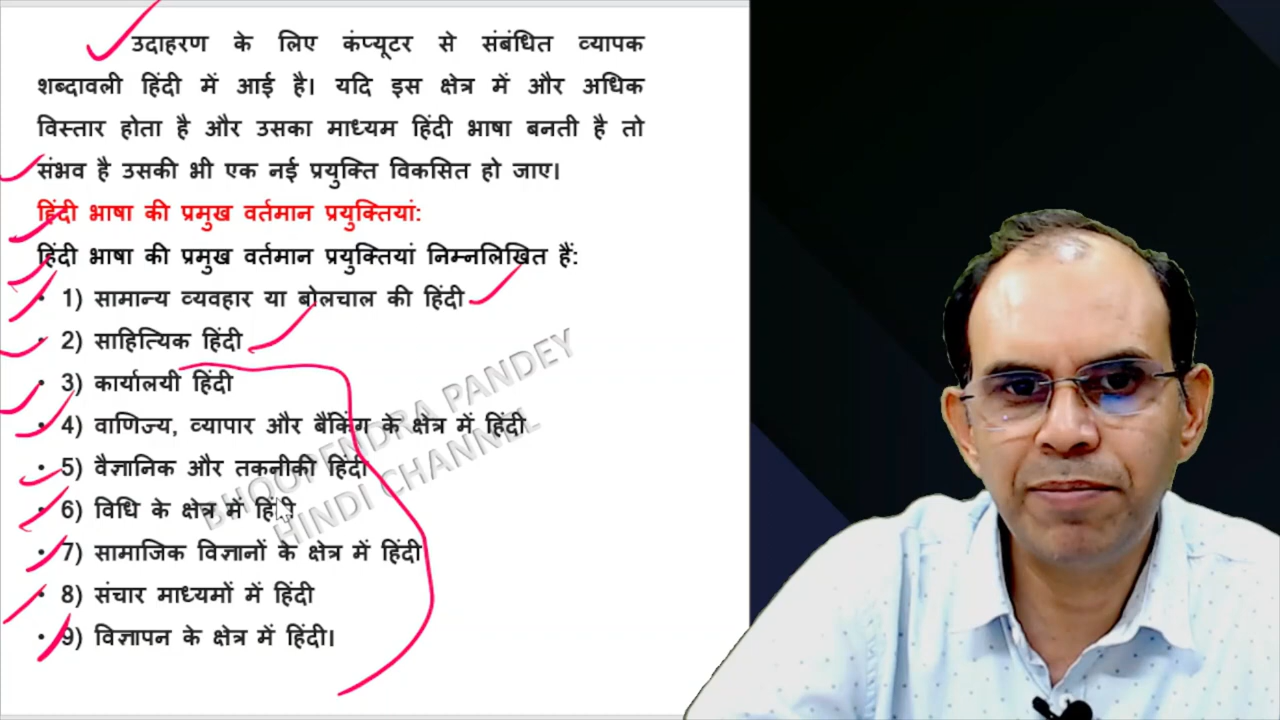 उदाहरण के लिए कंप्यूटर से संबंधित व्यापक
शब्दावली हिंदी में आई है। यदि इस क्षेत्र में और अधिक
विस्तार होता है और उसका माध्यम हिंदी भाषा बनती है तो
संभव है उसकी भी एक नई प्रयुक्ति विकसित हो जाए।
हिंदी भाषा की प्रमुख वर्तमान प्रयुक्तियां:
हिंदी भाषा की प्रमुख वर्तमान प्रयुक्तियां निम्नलिखित हैं:
• 1) सामान्य व्यवहार या बोलचाल की हिंदी
• 2) साहित्यिक हिंदी
• 3) कार्यालयी हिंदी
• 4) वाणिज्य, व्यापार और बैंकिंग के क्षेत्र में हिंदी
• 5) वैज्ञानिक और तकनीकी हिंदी
• 6) विधि के क्षेत्र में हिंदी
• 7) सामाजिक विज्ञानों के क्षेत्र में हिंदी
• 8) संचार माध्यमों में हिंदी
• 9) विज्ञापन के क्षेत्र में हिंदी।
BHOOPENDRA PANDEY
HINDI CHANNEL